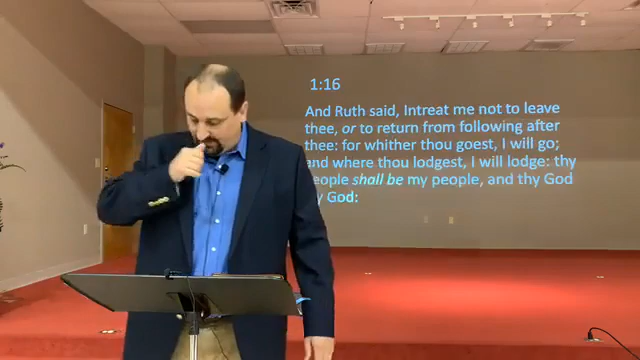 1:16
And Ruth said, Intreat me not to leave
thee, or to return from following after
thee: for whither thou goest, I will go;
and where thou lodgest, I will lodge: thy
people shall be my people, and thy God
my God: